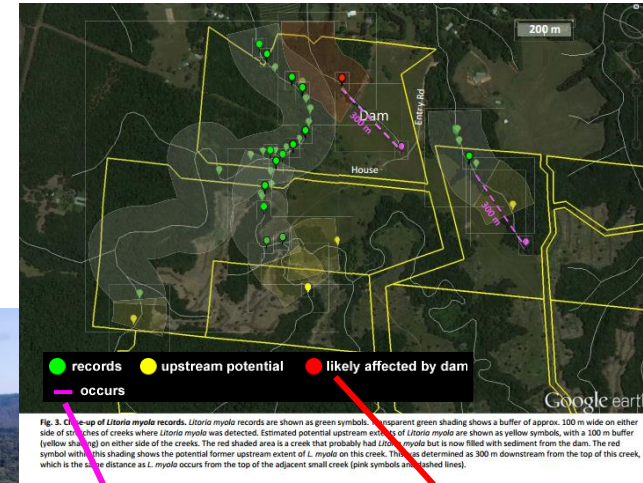 200 m
Dam
300 m
Entry Rd
House
300 m
records upstream potential likely affected by dam
occurs
Google earth
Fig. 3. Close-up of Litoria myola records. Litoria myola records are shown as green symbols. Transparent green shading shows a buffer of approx. 100 m wide on either
side of stretches of creeks where Litoria myola was detected. Estimated potential upstream extents of Litoria myola are shown as yellow symbols, with a 100 m buffer
(yellow shading) on either side of the creeks. The red shaded area is a creek that probably had Litoria myola but is now filled with sediment from the dam. The red
symbol within this shading shows the potential former upstream extent of L. myola on this creek. This was determined as 300 m downstream from the top of this creek,
which is the same distance as L. myola occurs from the top of the adjacent small creek (pink symbols and dashed lines).